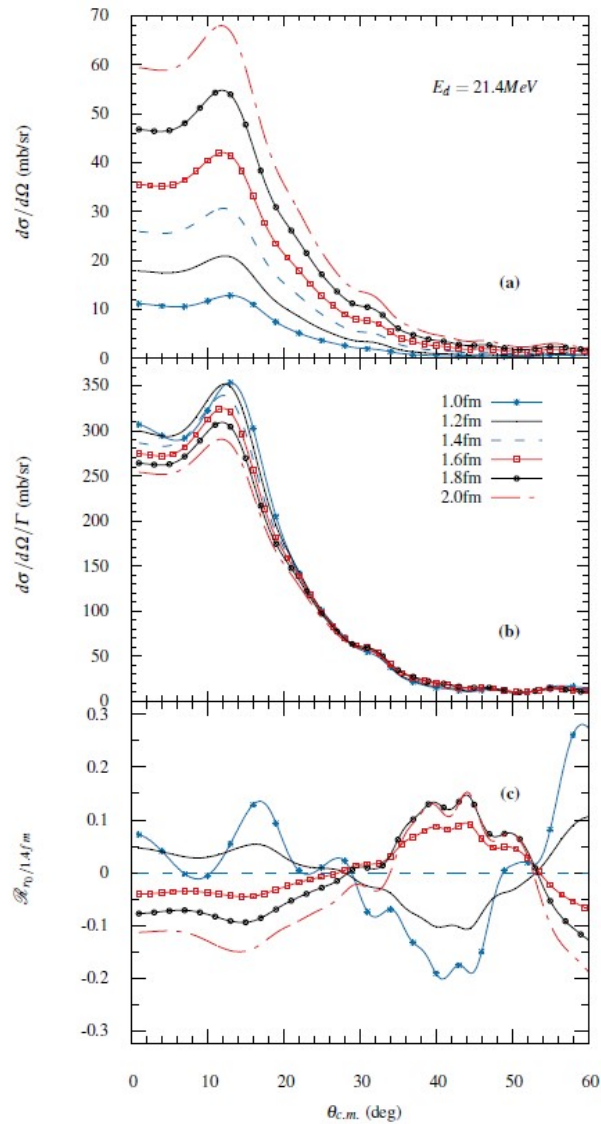 70
60
50
40
30
20
10
0
dσ/dΩ (mb/sr)
E_d = 21.4MeV
(a)
350
300
250
200
150
100
50
0
dσ/dΩ/Γ (mb/sr)
1.0fm
1.2fm
1.4fm
1.6fm
1.8fm
2.0fm
(b)
0.3
0.2
0.1
0
-0.1
-0.2
-0.3
ℛ_{r_0/1.4fm}
(c)
0 10 20 30 40 50 60
θ_{c.m.} (deg)